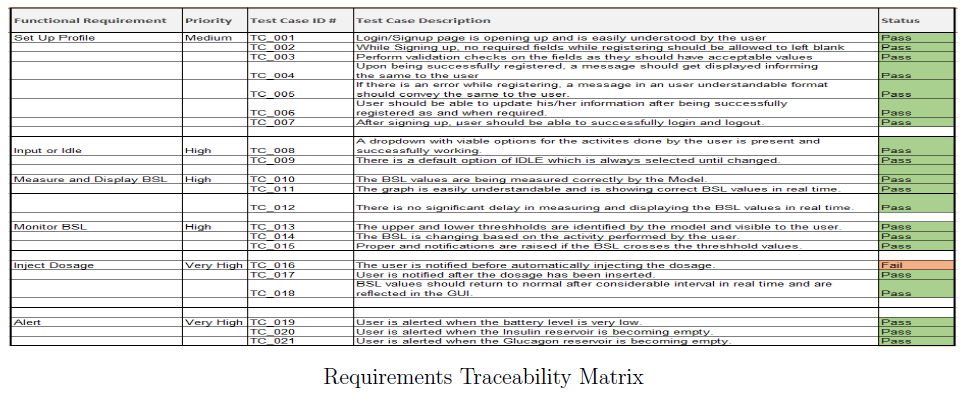 Functional Requirement Priority Test Case ID # Test Case Description Status
Set Up Profile Medium TC_001 Login/Signup page is opening up and is easily understood by the user Pass
TC_002 While Signing up, no required fields while registering should be allowed to left blank Pass
TC_003 Perform validation checks on the fields as they should have acceptable values Pass
Upon being successfully registered, a message should get displayed informing
TC_004 the same to the user Pass
If there is an error while registering, a message in an user understandable format
TC_005 should convey the same to the user. Pass
User should be able to update his/her information after being successfully
TC_006 registered as and when required. Pass
TC_007 After signing up, user should be able to successfully login and logout. Pass
A dropdown with viable options for the activites done by the user is present and
Input or Idle High TC_008 successfully working. Pass
TC_009 There is a default option of IDLE which is always selected until changed. Pass
Measure and Display BSL High TC_010 The BSL values are being measured correctly by the Model. Pass
TC_011 The graph is easily understandable and is showing correct BSL values in real time. Pass
TC_012 There is no significant delay in measuring and displaying the BSL values in real time. Pass
Monitor BSL High TC_013 The upper and lower threshholds are identified by the model and visible to the user. Pass
TC_014 The BSL is changing based on the activity performed by the user. Pass
TC_015 Proper and notifications are raised if the BSL crosses the threshhold values. Pass
Inject Dosage Very High TC_016 The user is notified before automatically injecting the dosage. Fail
TC_017 User is notified after the dosage has been inserted. Pass
BSL values should return to normal after considerable interval in real time and are
TC_018 reflected in the GUI. Pass
Alert Very High TC_019 User is alerted when the battery level is very low. Pass
TC_020 User is alerted when the Insulin reservoir is becoming empty. Pass
TC_021 User is alerted when the Glucagon reservoir is becoming empty. Pass
Requirements Traceability Matrix